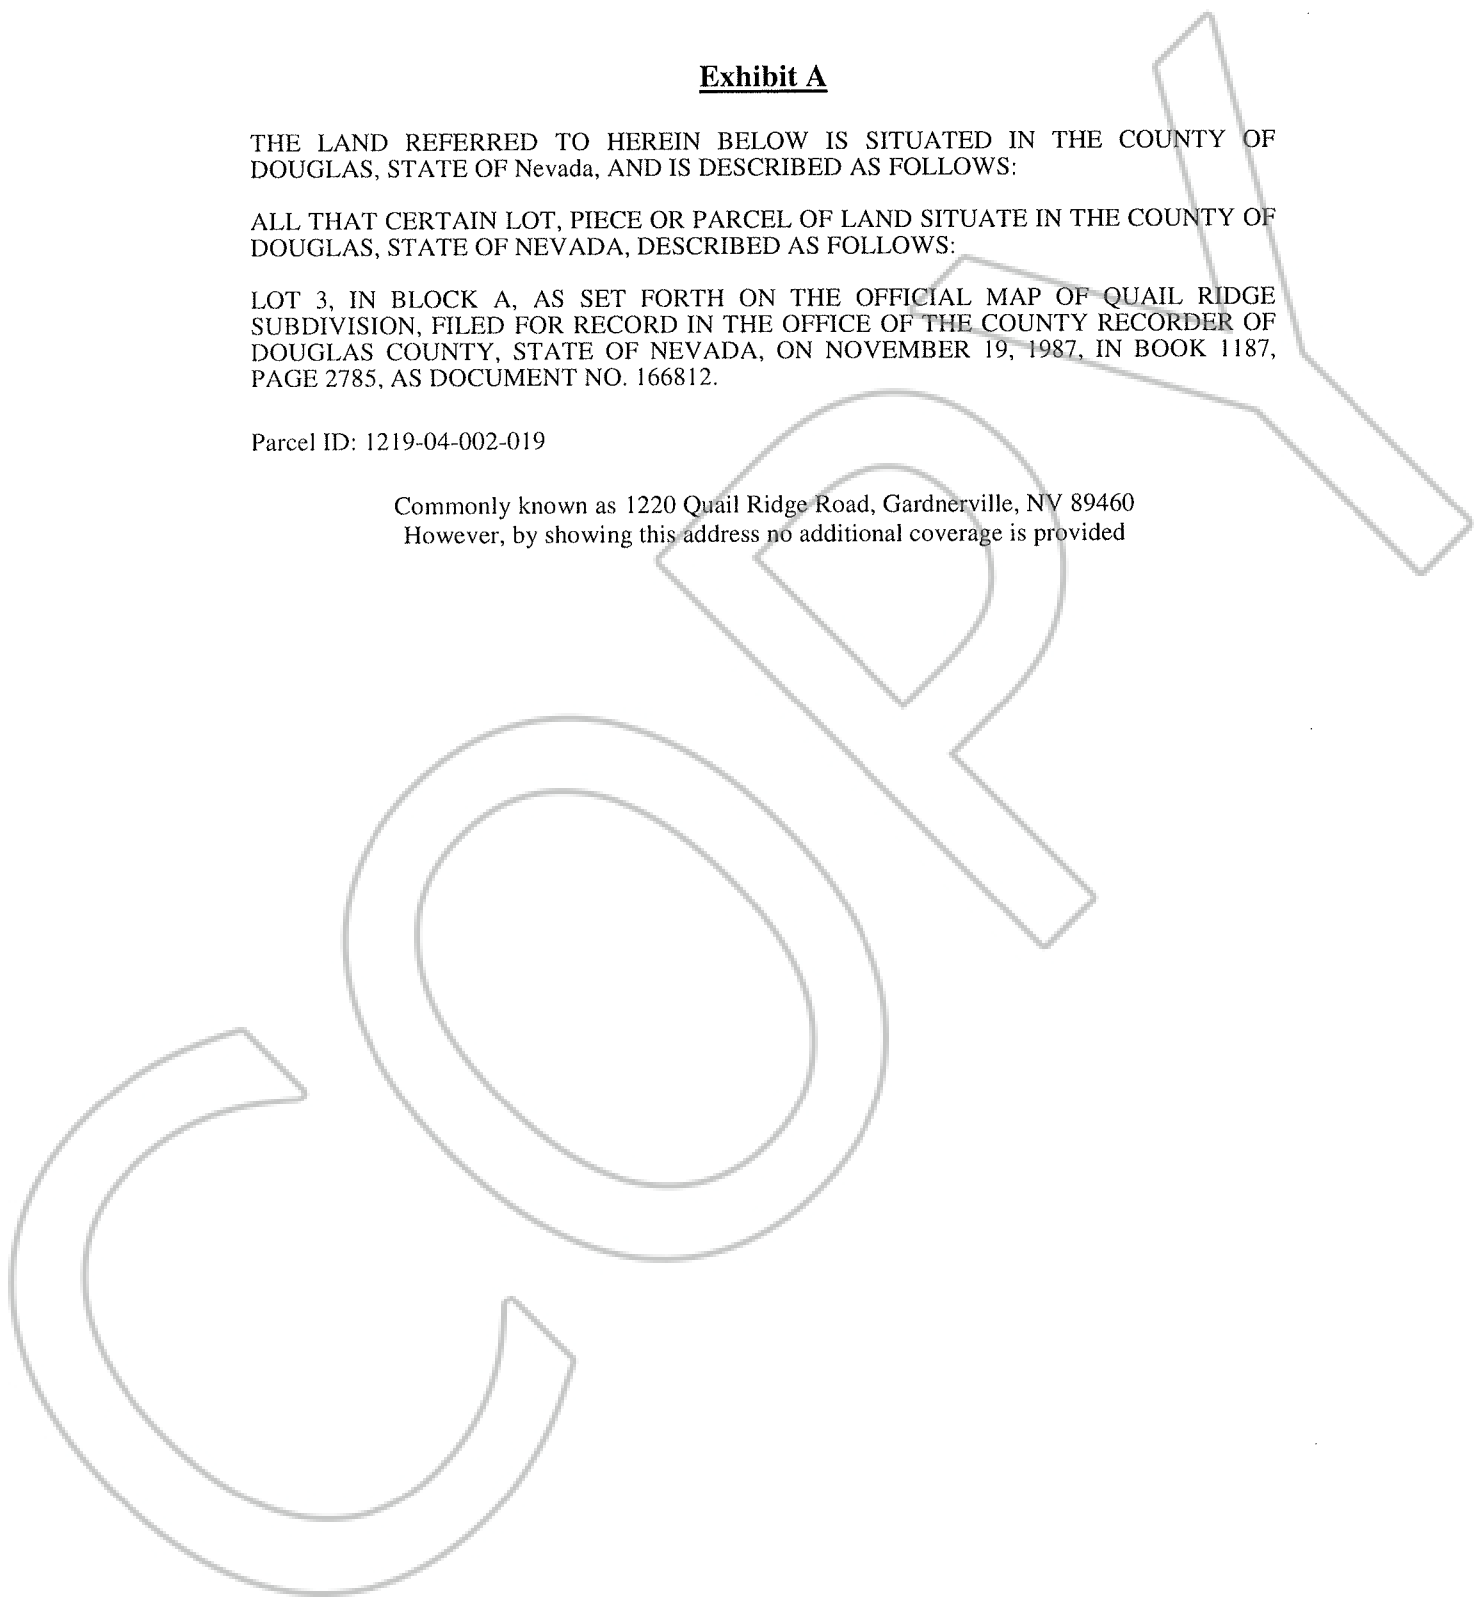 Exhibit A
THE LAND REFERRED TO HEREIN BELOW IS SITUATED IN THE COUNTY OF
DOUGLAS, STATE OF Nevada, AND IS DESCRIBED AS FOLLOWS:
ALL THAT CERTAIN LOT, PIECE OR PARCEL OF LAND SITUATE IN THE COUNTY OF
DOUGLAS, STATE OF NEVADA, DESCRIBED AS FOLLOWS:
LOT 3, IN BLOCK A, AS SET FORTH ON THE OFFICIAL MAP OF QUAIL RIDGE
SUBDIVISION, FILED FOR RECORD IN THE OFFICE OF THE COUNTY RECORDER OF
DOUGLAS COUNTY, STATE OF NEVADA, ON NOVEMBER 19, 1987, IN BOOK 1187,
PAGE 2785, AS DOCUMENT NO. 166812.
Parcel ID: 1219-04-002-019
Commonly known as 1220 Quail Ridge Road, Gardnerville, NV 89460
However, by showing this address no additional coverage is provided
COPY